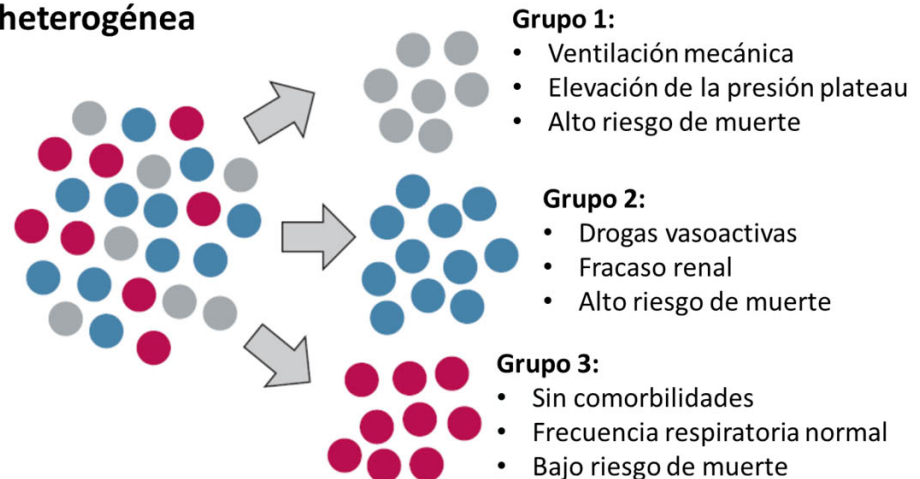 heterogénea
Grupo 1:
• Ventilación mecánica
• Elevación de la presión plateau
• Alto riesgo de muerte
Grupo 2:
• Drogas vasoactivas
• Fracaso renal
• Alto riesgo de muerte
Grupo 3:
• Sin comorbilidades
• Frecuencia respiratoria normal
• Bajo riesgo de muerte